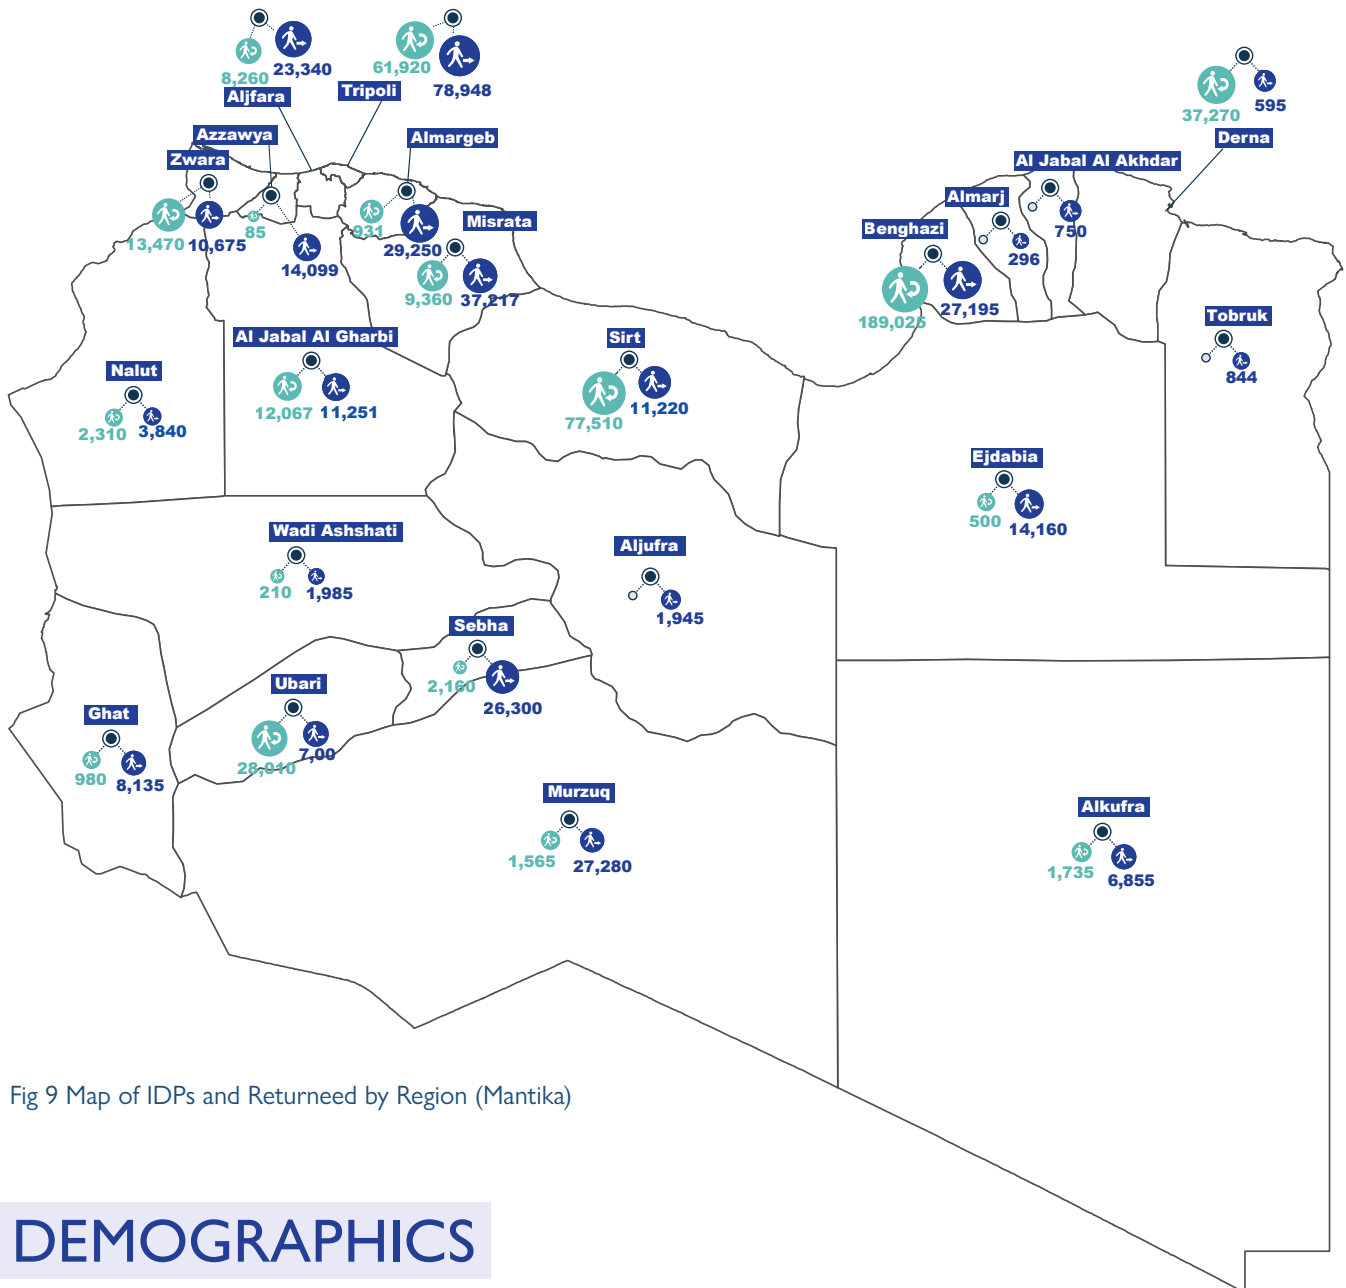 8,260
23,340
Aljfara
61,920
78,948
Tripoli
37,270
595
Derna
Azzawya
85
14,099
Almargeb
931
29,250
Zwara
13,470
10,675
Misrata
9,360
37,217
Al Jabal Al Akhdar
750
Almarj
296
Benghazi
189,025
27,195
Tobruk
844
Al Jabal Al Gharbi
12,067
11,251
Sirt
77,510
11,220
Nalut
2,310
3,840
Ejdabia
500
14,160
Wadi Ashshati
210
1,985
Aljufra
1,945
Sebha
2,160
26,300
Ubari
28,010
7,00
Ghat
980
8,135
Murzuq
1,565
27,280
Alkufra
1,735
6,855
Fig 9 Map of IDPs and Returneed by Region (Mantika)
DEMOGRAPHICS